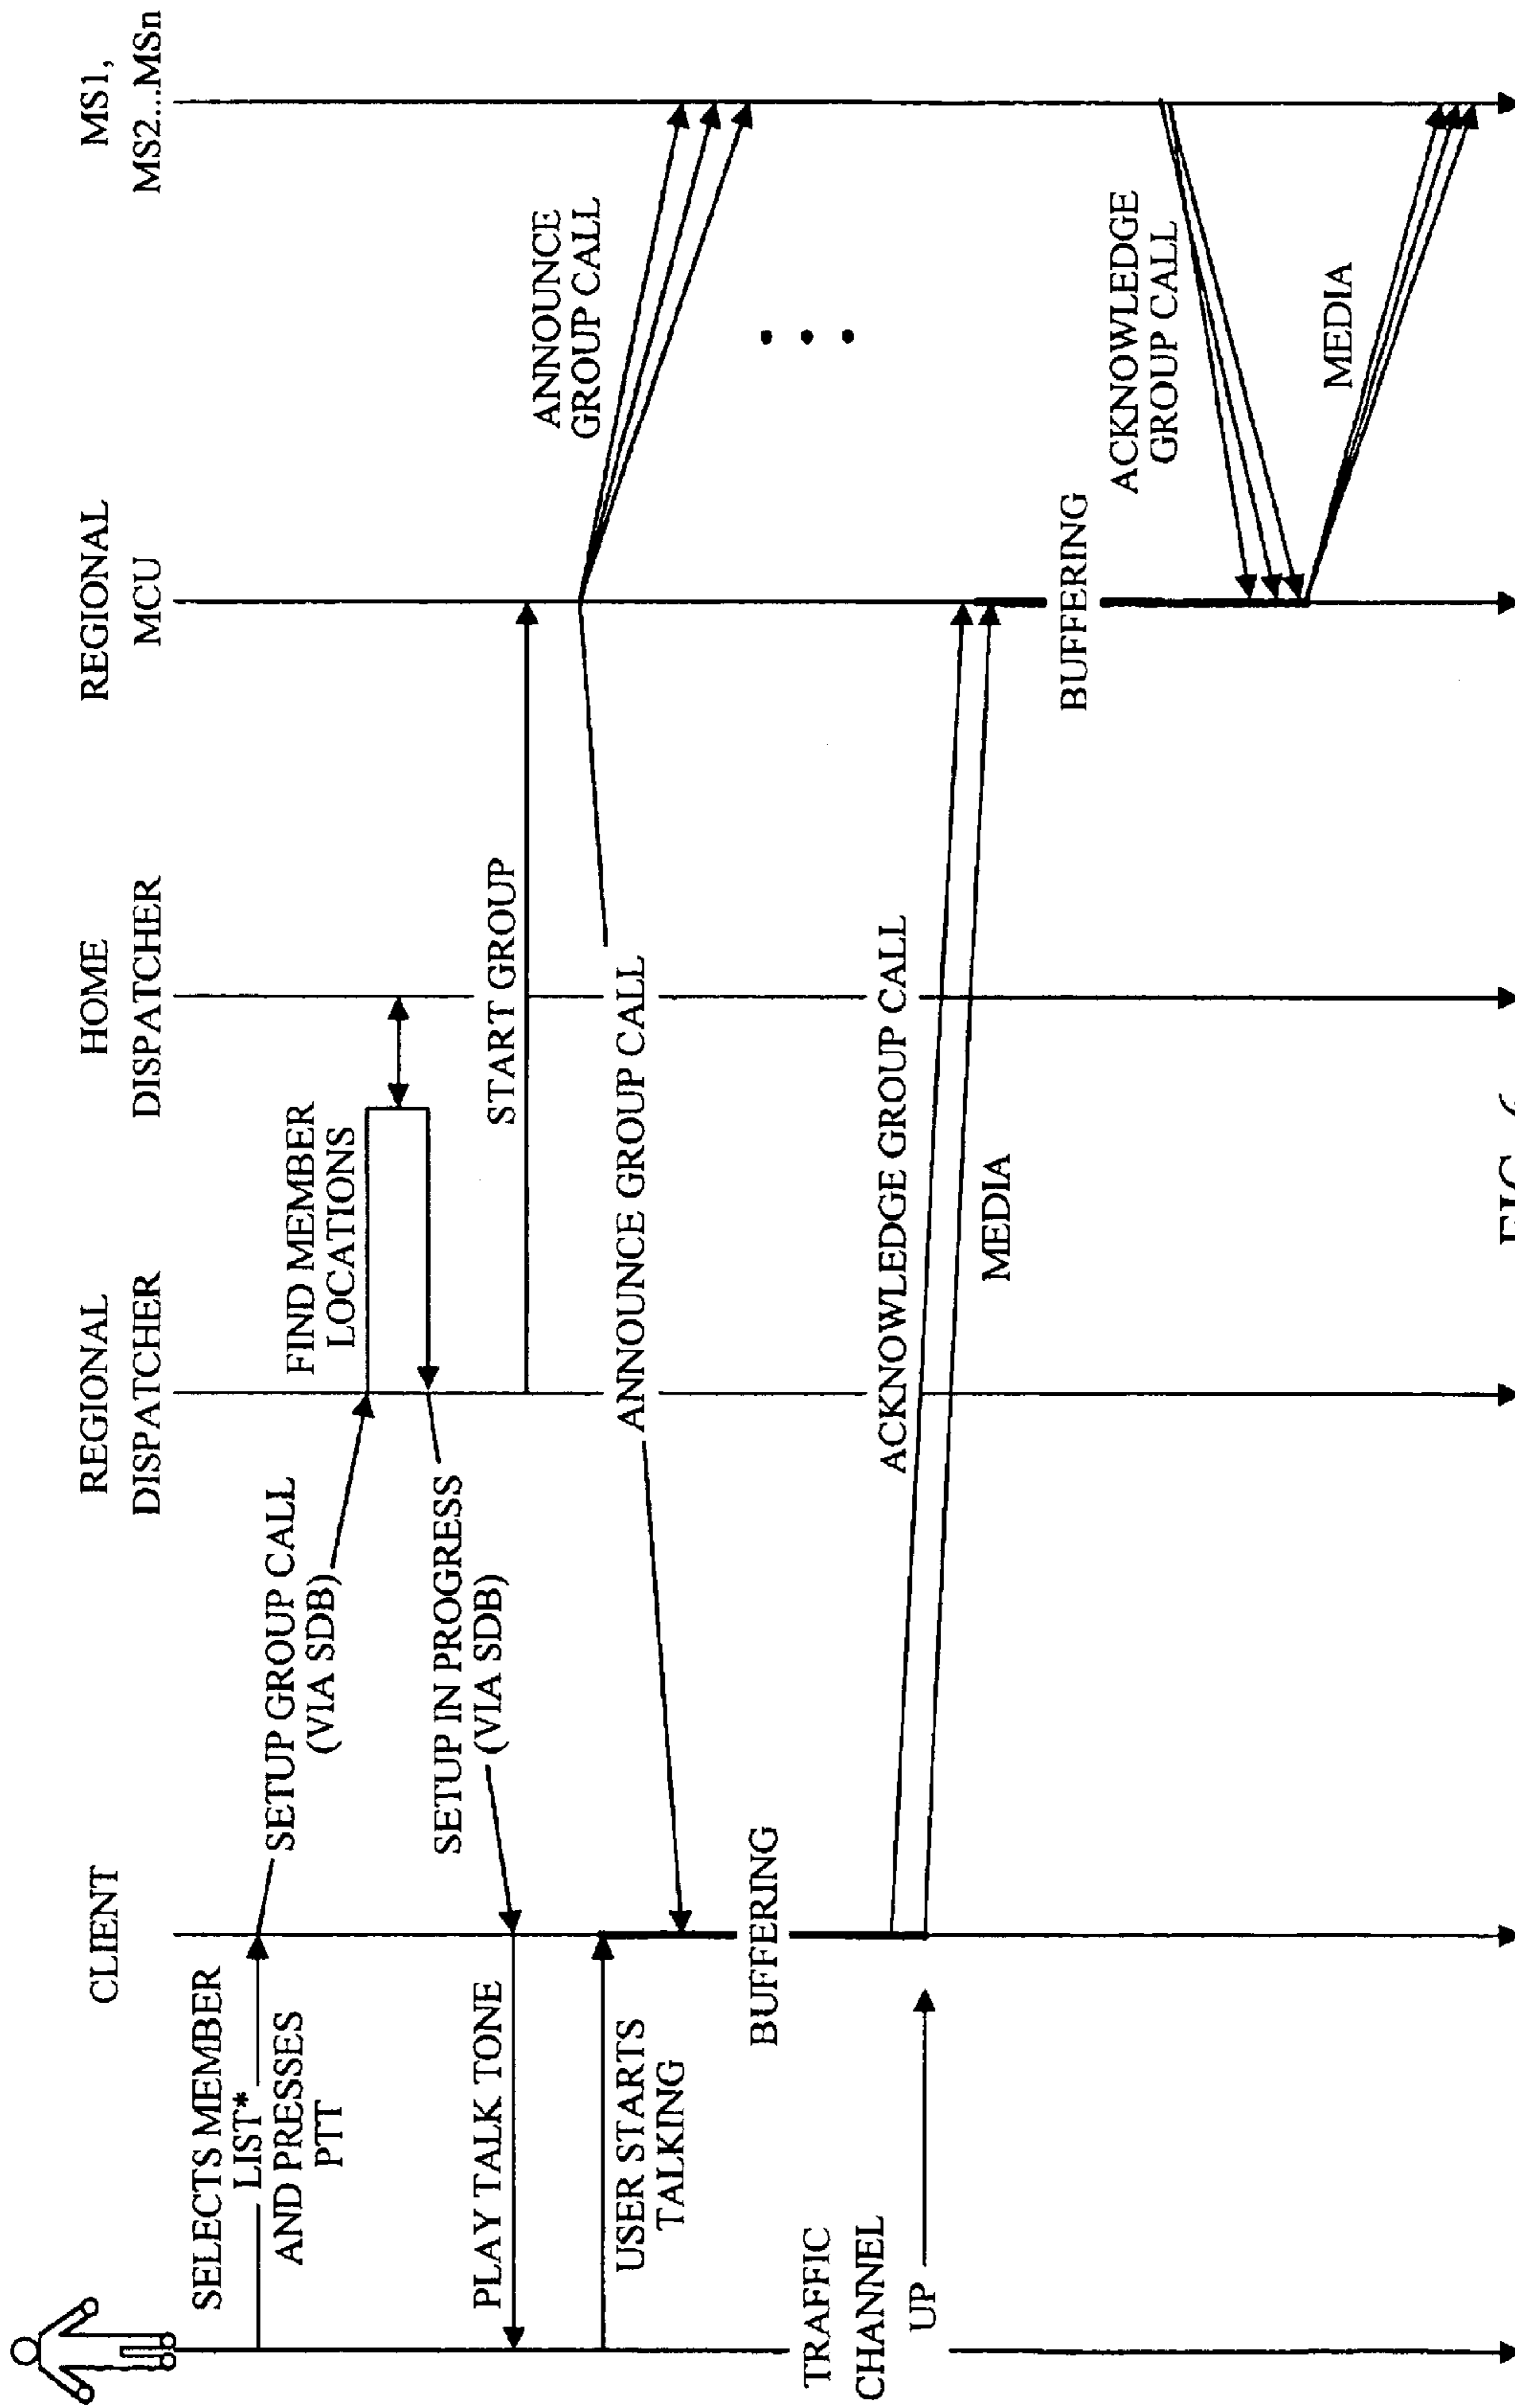 CLIENT
REGIONAL
DISPATCHER
HOME
DISPATCHER
REGIONAL
MCU
MS1,
MS2...MSn
SELECTS MEMBER
LIST*
AND PRESSES
PTT
SETUP GROUP CALL
(VIA SDB)
FIND MEMBER
LOCATIONS
SETUP IN PROGRESS
(VIA SDB)
PLAY TALK TONE
START GROUP
USER STARTS
TALKING
ANNOUNCE GROUP CALL
ANNOUNCE
GROUP CALL
BUFFERING
TRAFFIC
CHANNEL
UP
ACKNOWLEDGE GROUP CALL
MEDIA
BUFFERING
ACKNOWLEDGE
GROUP CALL
MEDIA
FIG. 6